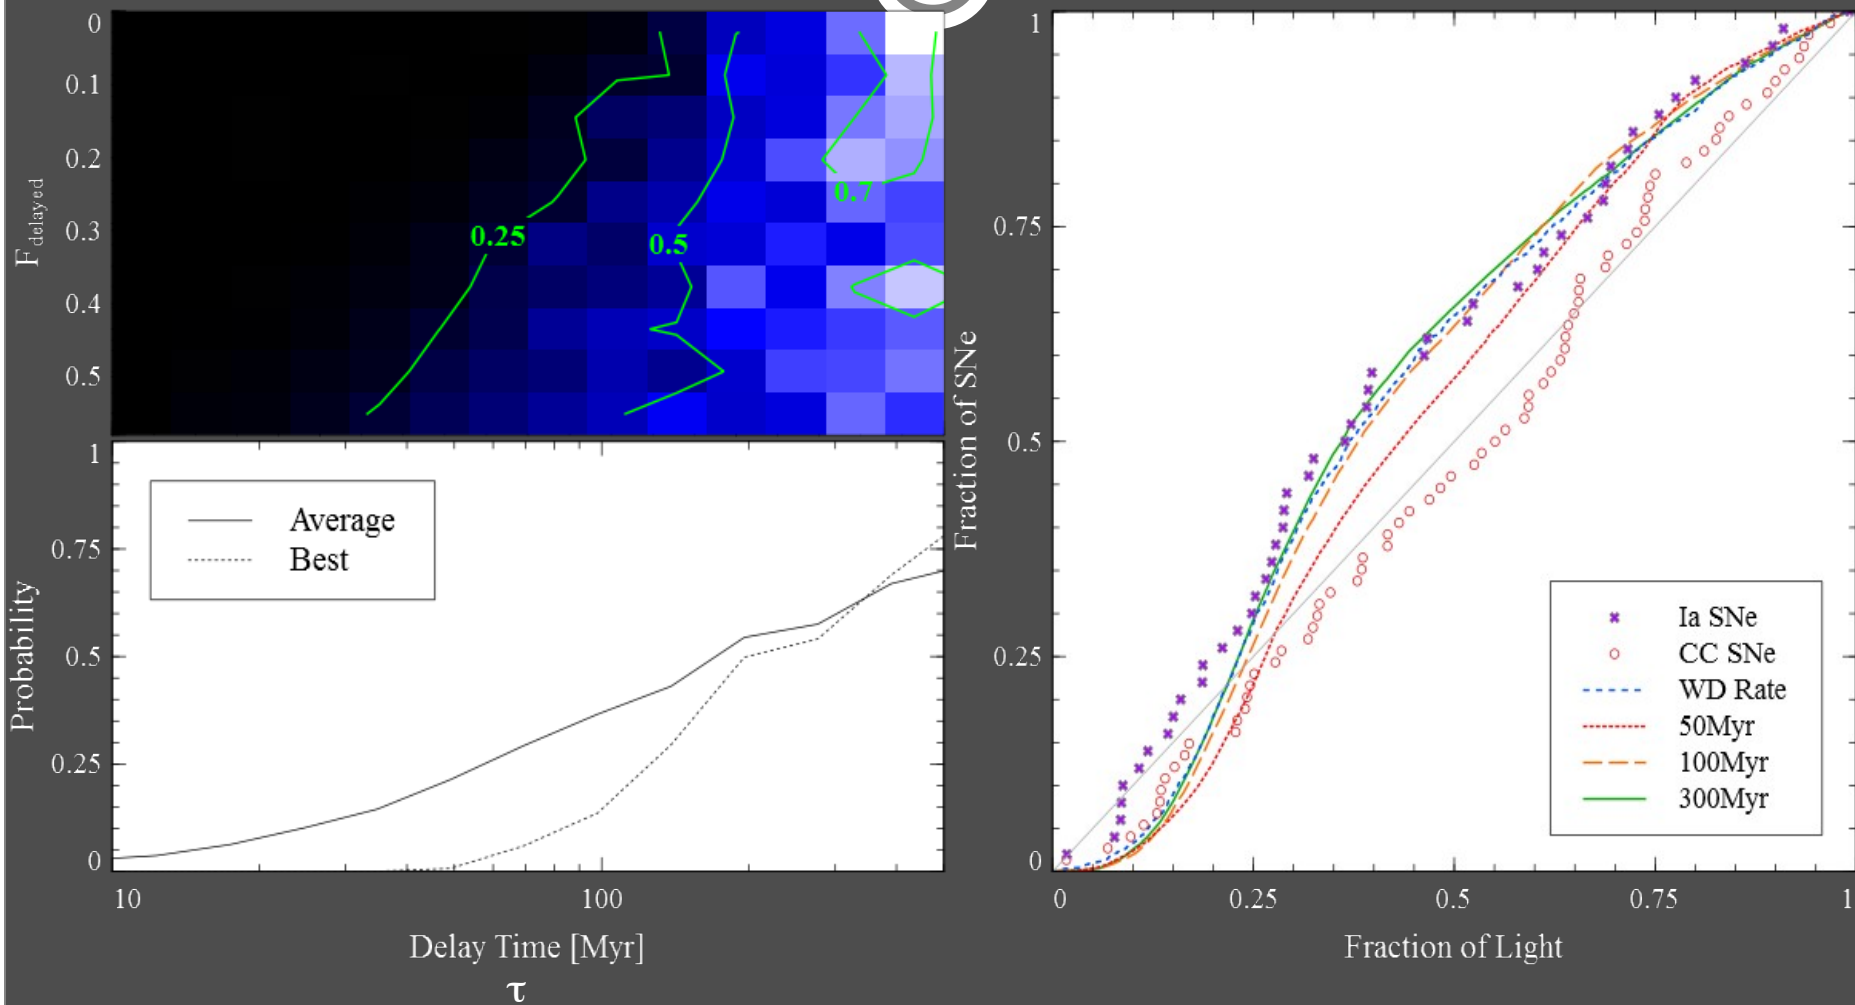 0
0.1
0.2
0.3
0.4
0.5
F delayed
0.25
0.5
0.7
1
0.75
0.5
0.25
0
Probability
Average
Best
10
100
Delay Time [Myr]
τ
1
0.75
0.5
0.25
0
Fraction of SNe
Ia SNe
CC SNe
WD Rate
50Myr
100Myr
300Myr
0
0.25
0.5
0.75
1
Fraction of Light